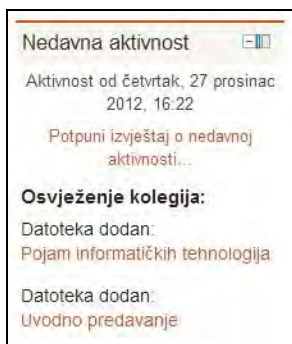 Nedavna aktivnost
Aktivnost od četvrtak, 27 prosinac
2012, 16:22
Potpuni izvještaj o nedavnoj
aktivnosti...
Osvježenje kolegija:
Datoteka dodan:
Pojam informatičkih tehnologija
Datoteka dodan:
Uvodno predavanje